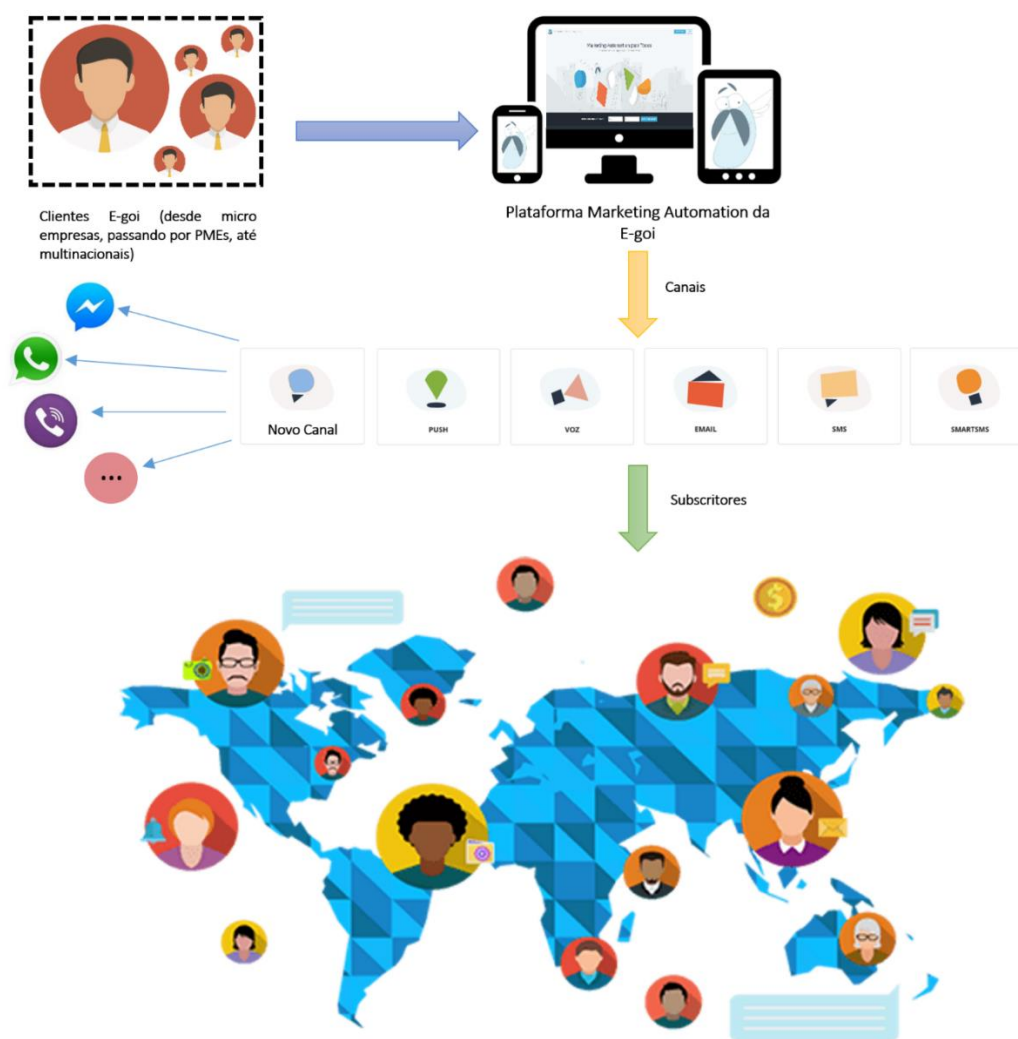 Clientes E-goi (desde micro
empresas, passando por PMEs, até
multinacionais)
Plataforma Marketing Automation da
E-goi
Canais
Novo Canal
PUSH
VOZ
EMAIL
SMS
SMARTSMS
Subscritores